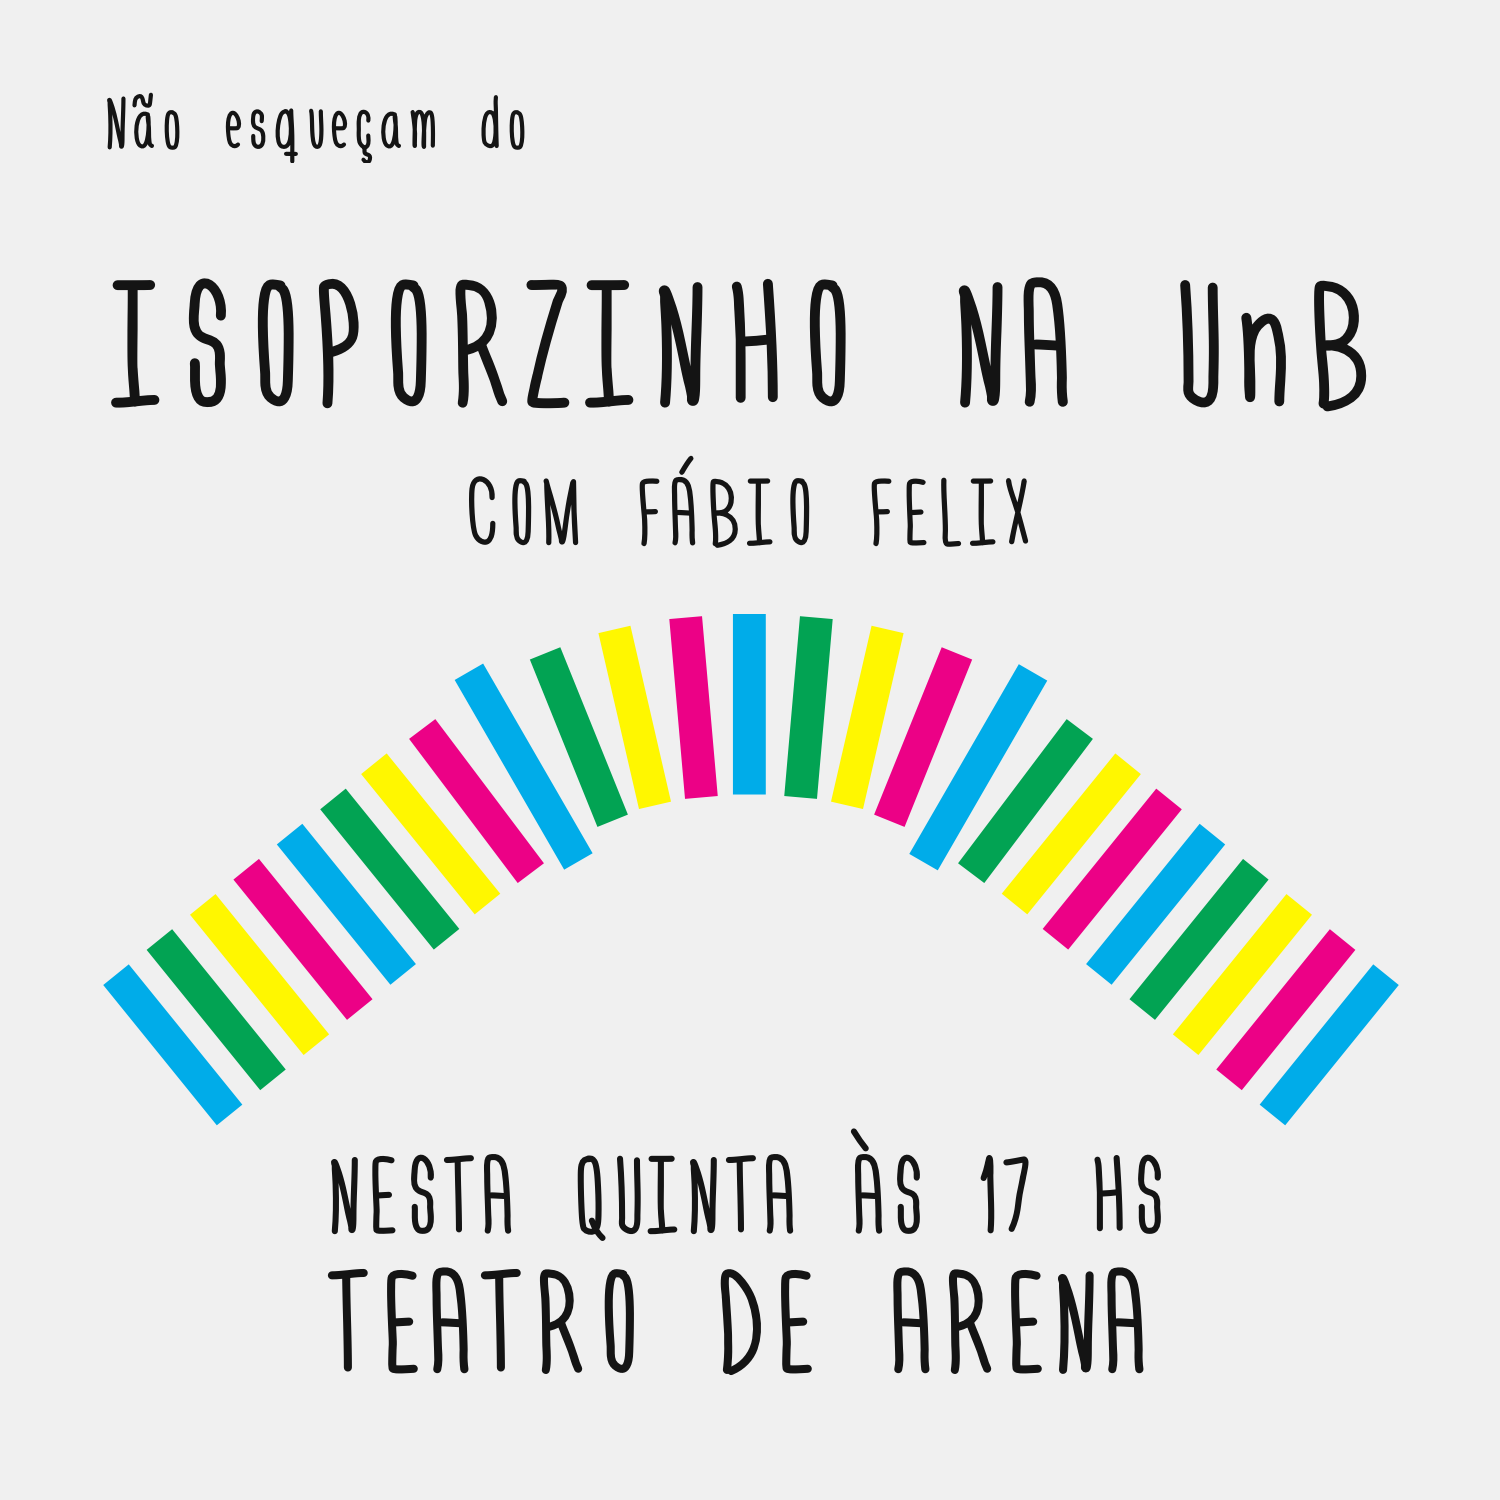 Não esqueçam do
ISOPORZINHO NA UnB
COM FÁBIO FELIX
NESTA QUINTA ÀS 17 HS
TEATRO DE ARENA